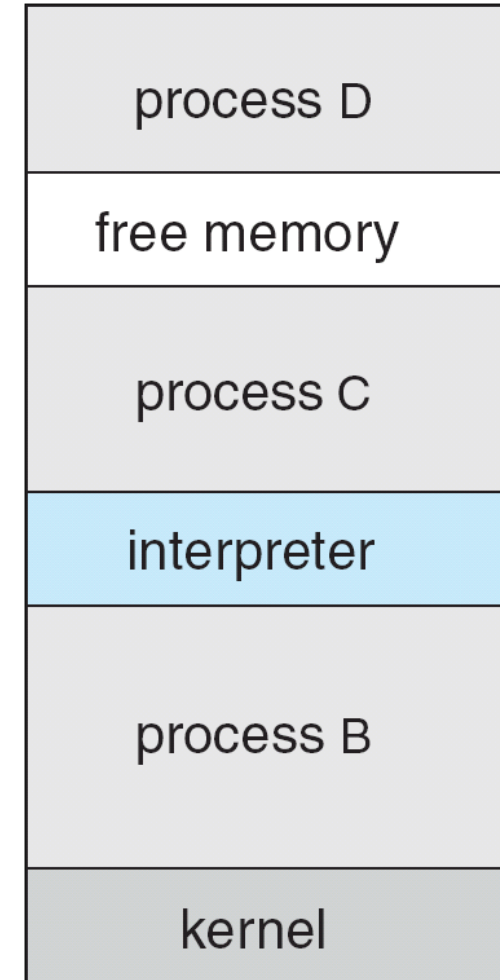 process D
free memory
process C
interpreter
process B
kernel